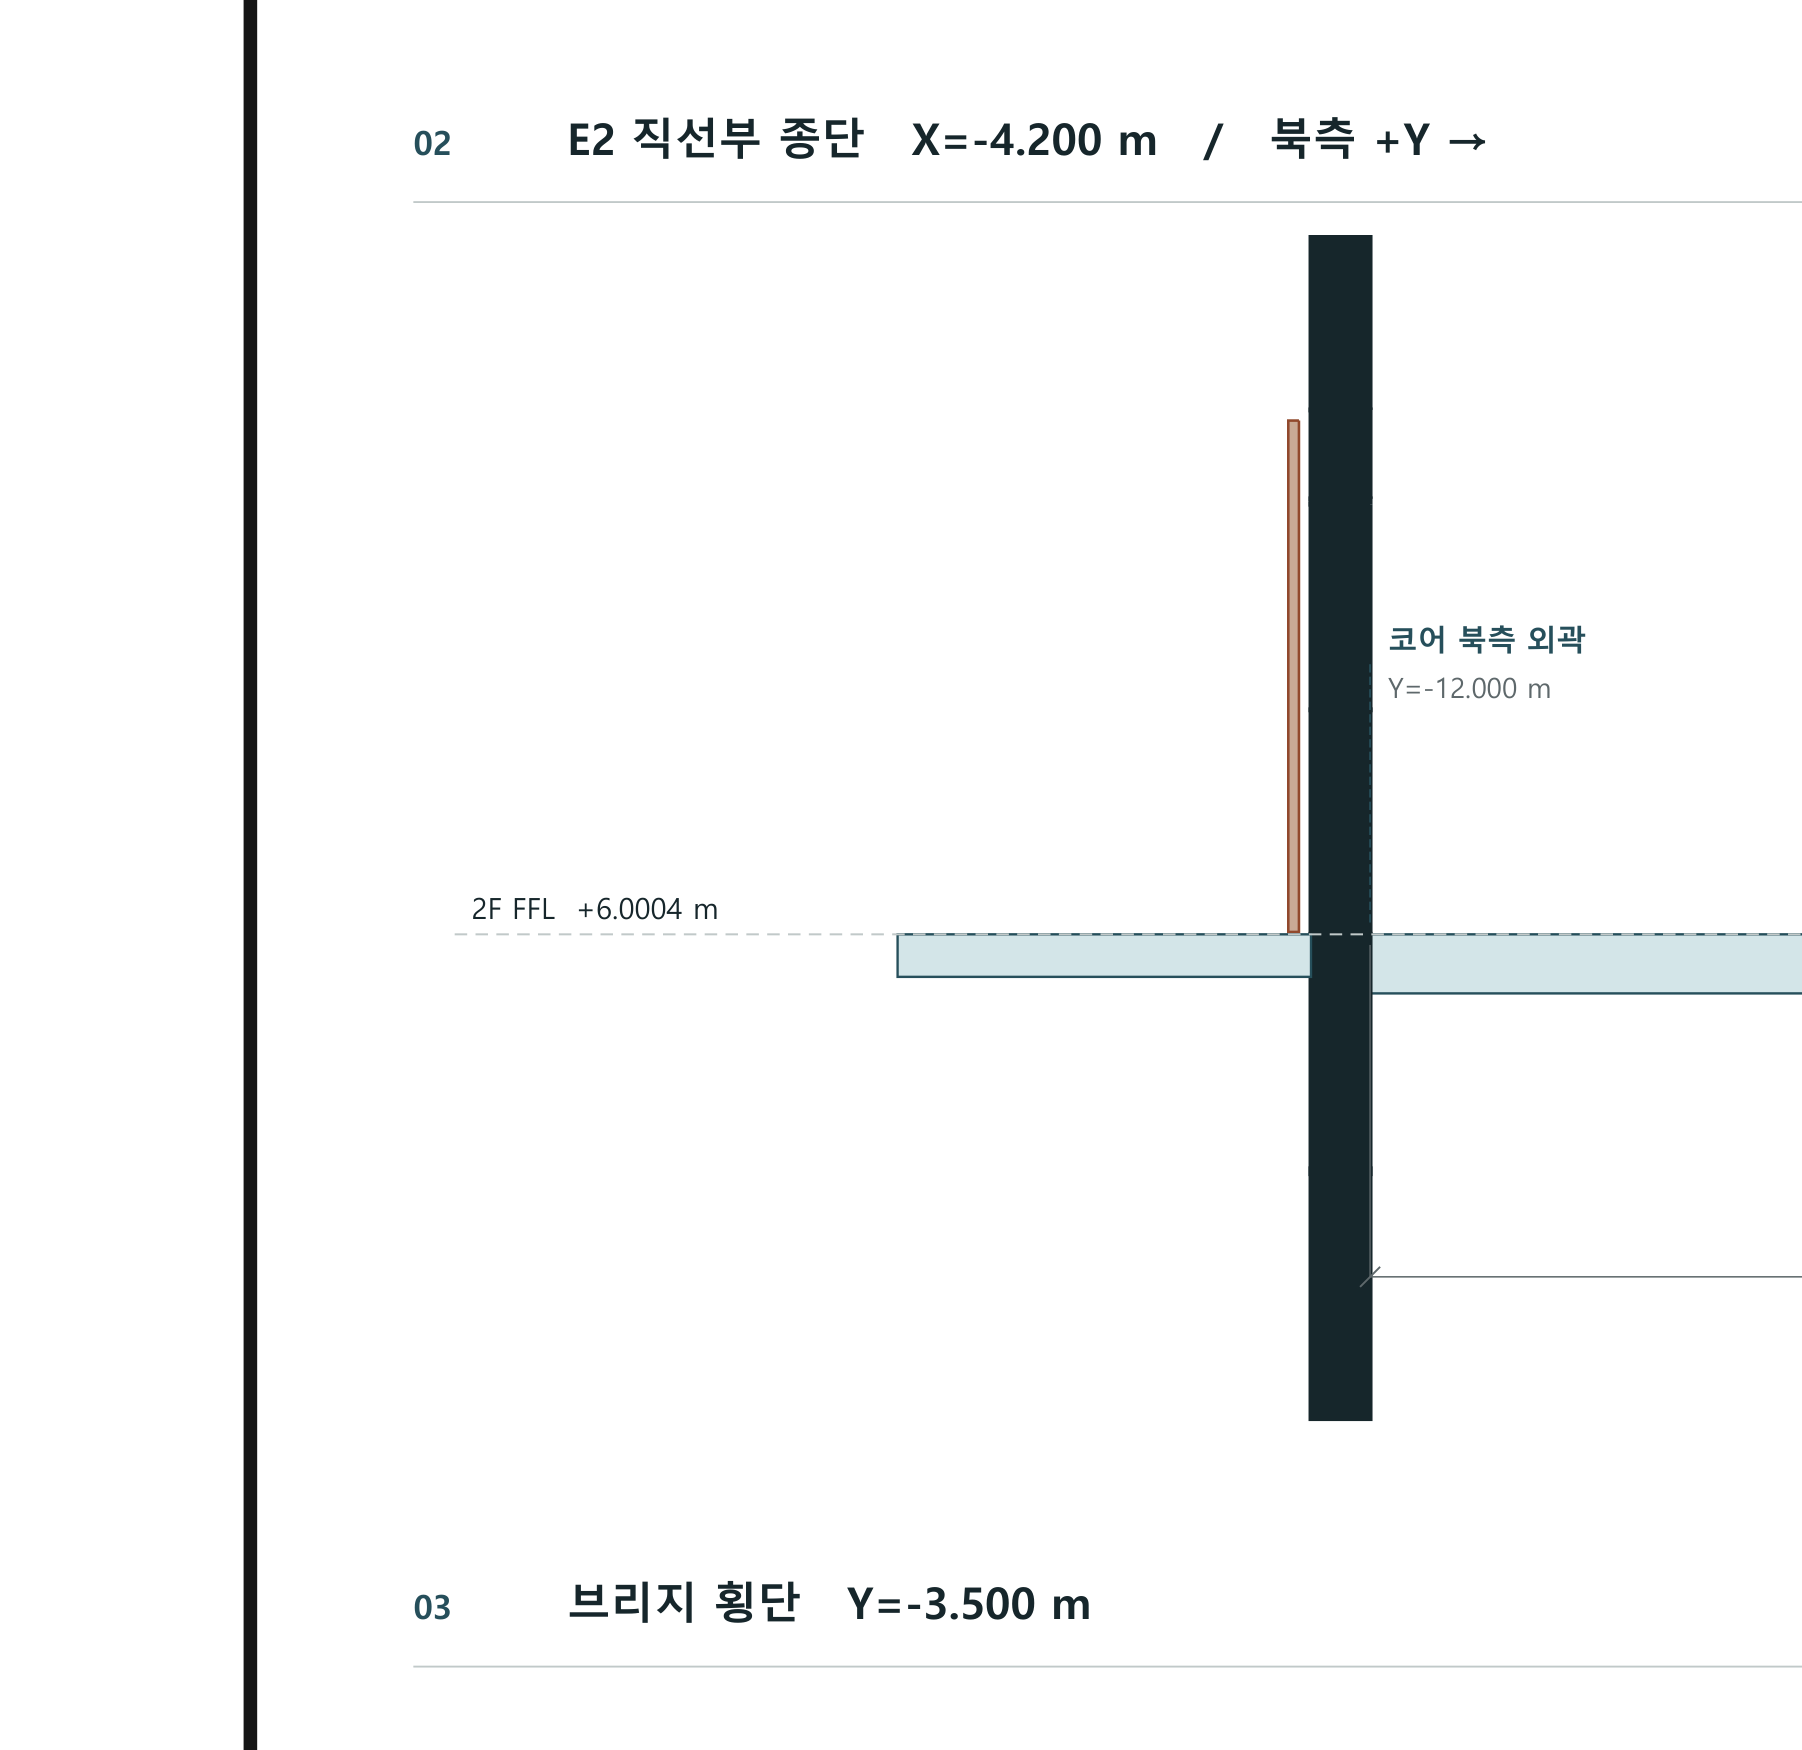 02 E2 직선부 종단 X=-4.200 m / 북측 +Y →
코어 북측 외곽
Y=-12.000 m
2F FFL +6.0004 m
03 브리지 횡단 Y=-3.500 m